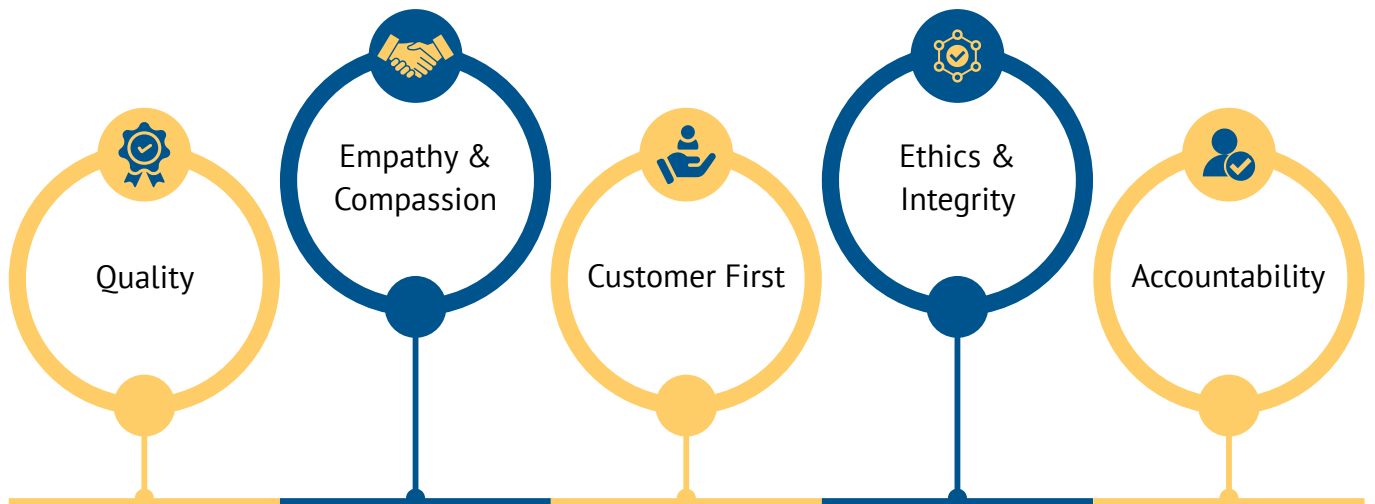 Quality
Empathy &
Compassion
Customer First
Ethics &
Integrity
Accountability